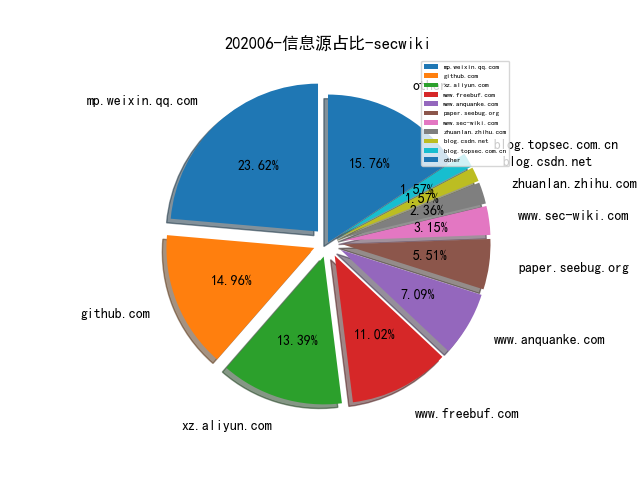 202006-信息源占比-secwiki
mp.weixin.qq.com
github.com
xz.aliyun.com
www.freebuf.com
www.anquanke.com
paper.seebug.org
www.sec-wiki.com
zhuanlan.zhihu.com
blog.csdn.net
blog.topsec.com.cn
other
mp.weixin.qq.com
23.62%
github.com
14.96%
xz.aliyun.com
13.39%
www.freebuf.com
11.02%
www.anquanke.com
7.09%
paper.seebug.org
5.51%
www.sec-wiki.com
3.15%
zhuanlan.zhihu.com
2.36%
blog.csdn.net
1.57%
blog.topsec.com.cn
1.57%
15.76%